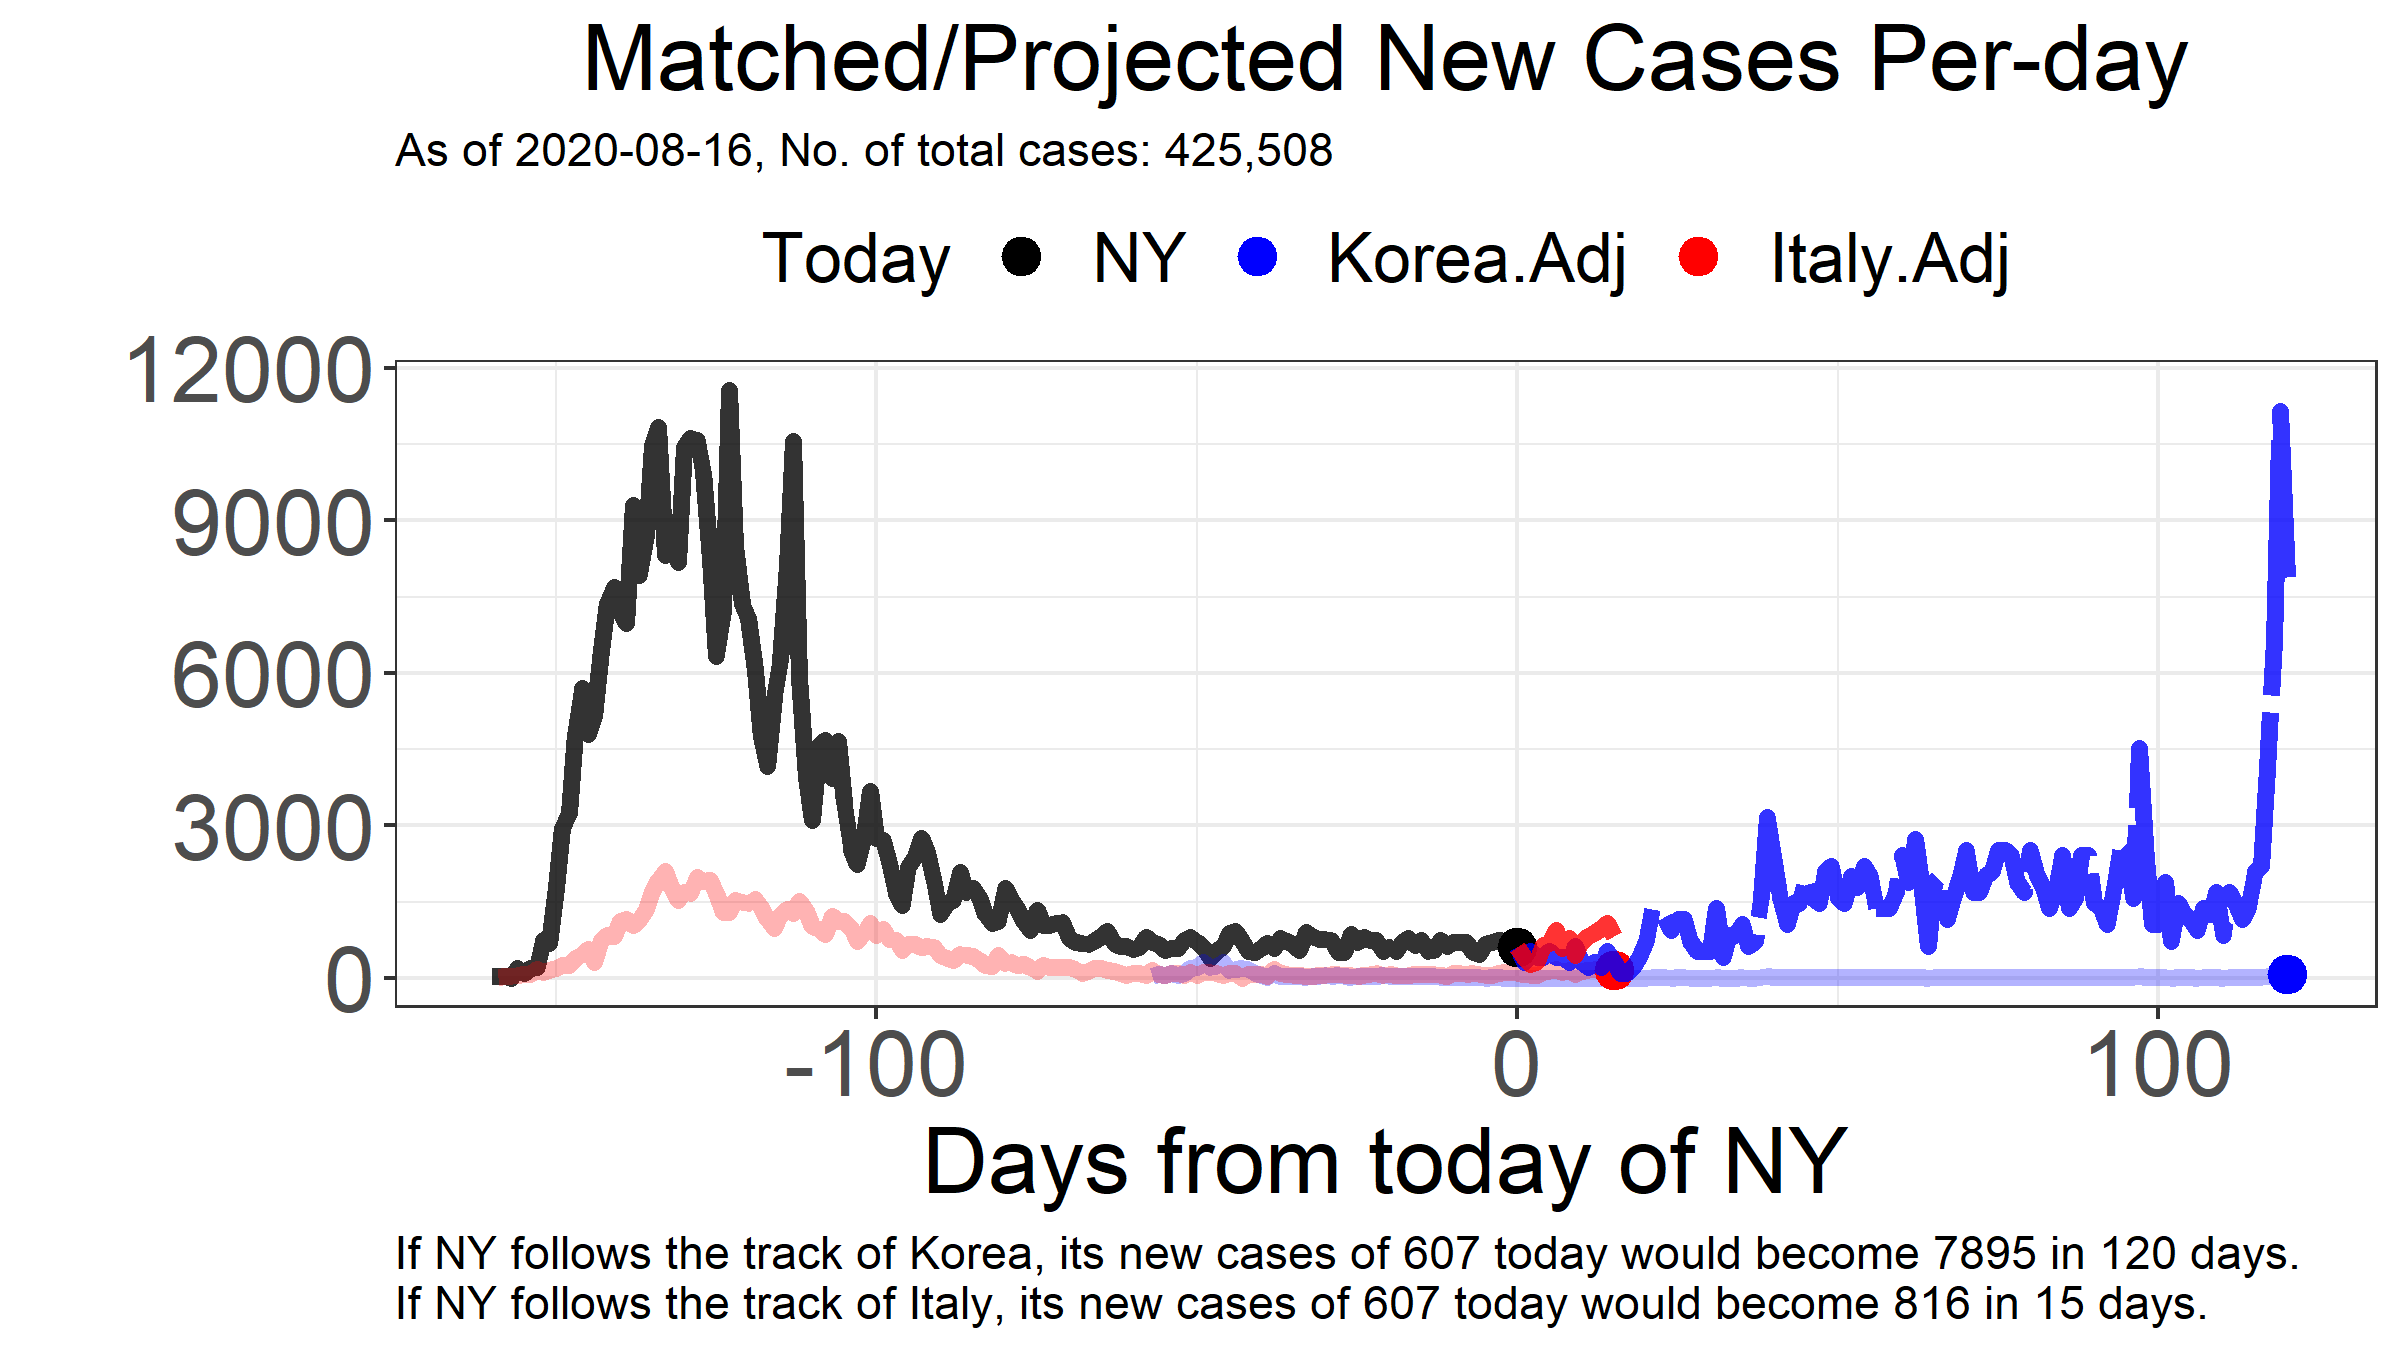 Matched/Projected New Cases Per-day
As of 2020-08-16, No. of total cases: 425,508
Today NY Korea.Adj Italy.Adj
12000
9000
6000
3000
0
-100 0 100
Days from today of NY
If NY follows the track of Korea, its new cases of 607 today would become 7895 in 120 days.
If NY follows the track of Italy, its new cases of 607 today would become 816 in 15 days.